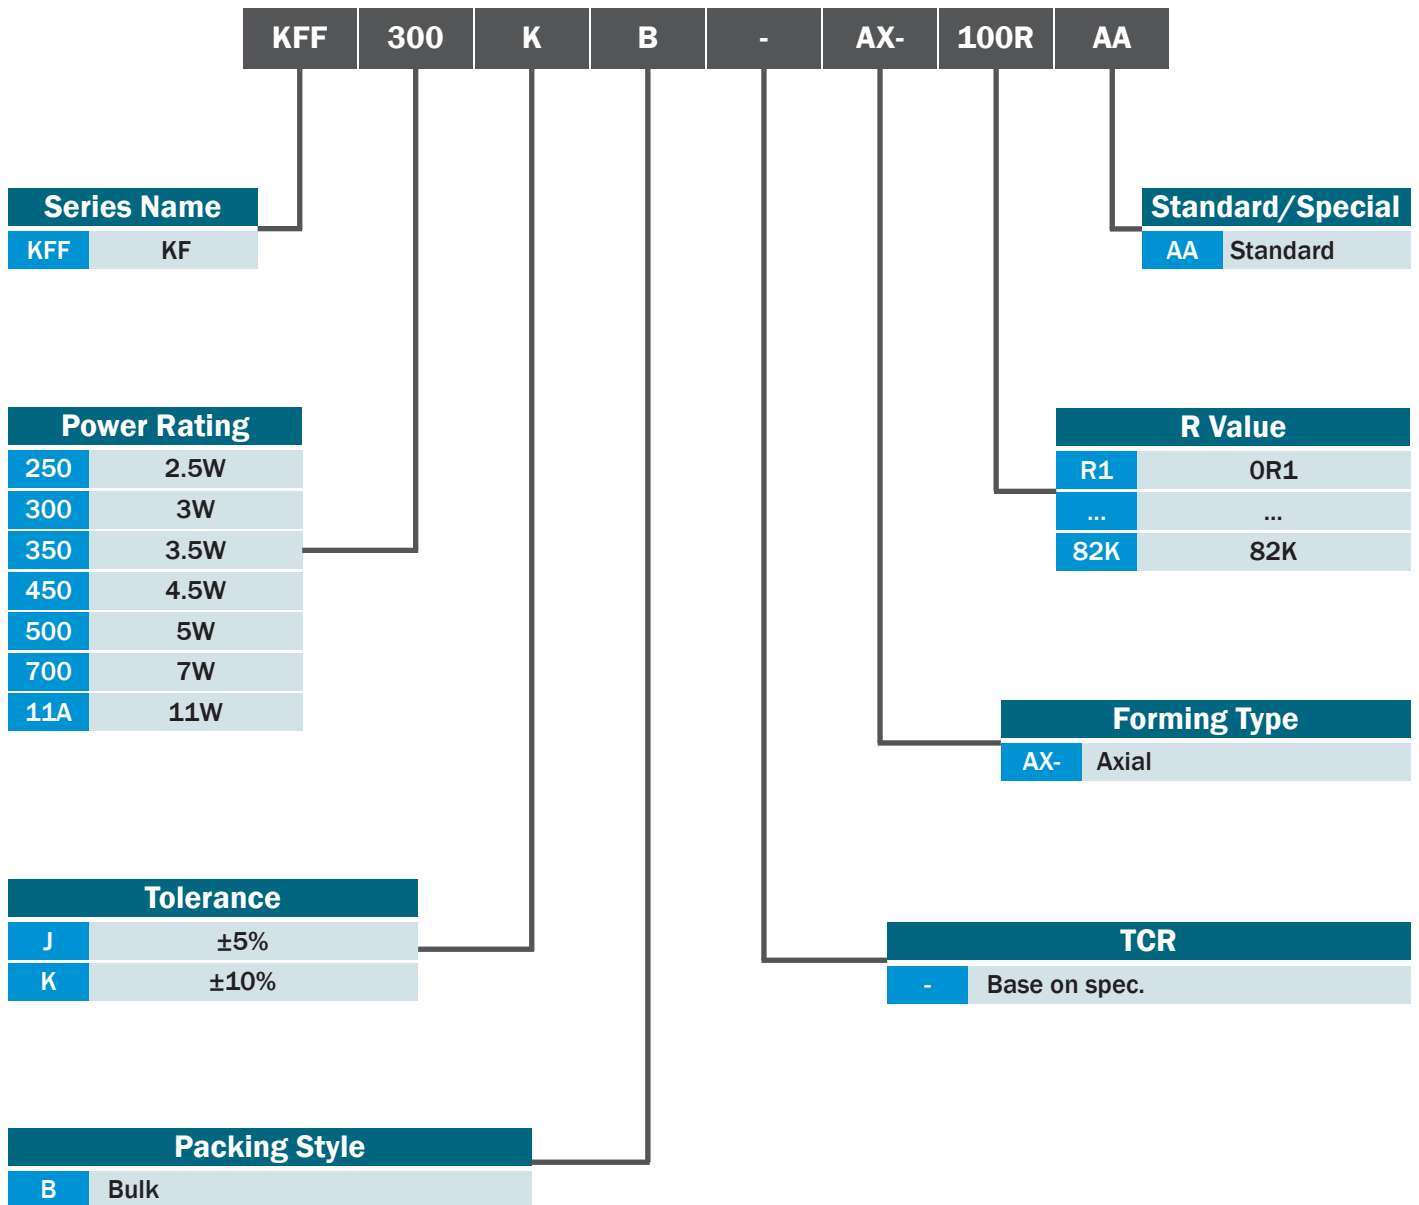 KFF 300 K B - AX- 100R AA
Series Name
KFF KF
Standard/Special
AA Standard
Power Rating
250 2.5W
300 3W
350 3.5W
450 4.5W
500 5W
700 7W
11A 11W
R Value
R1 0R1
... ...
82K 82K
Forming Type
AX- Axial
Tolerance
J ±5%
K ±10%
TCR
- Base on spec.
Packing Style
B Bulk